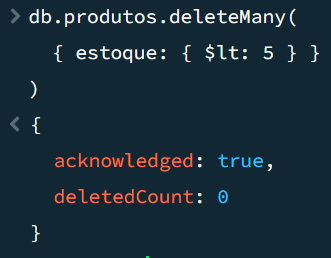 > db.produtos.deleteMany(
{ estoque: { $lt: 5 } }
)
< {
acknowledged: true,
deletedCount: 0
}